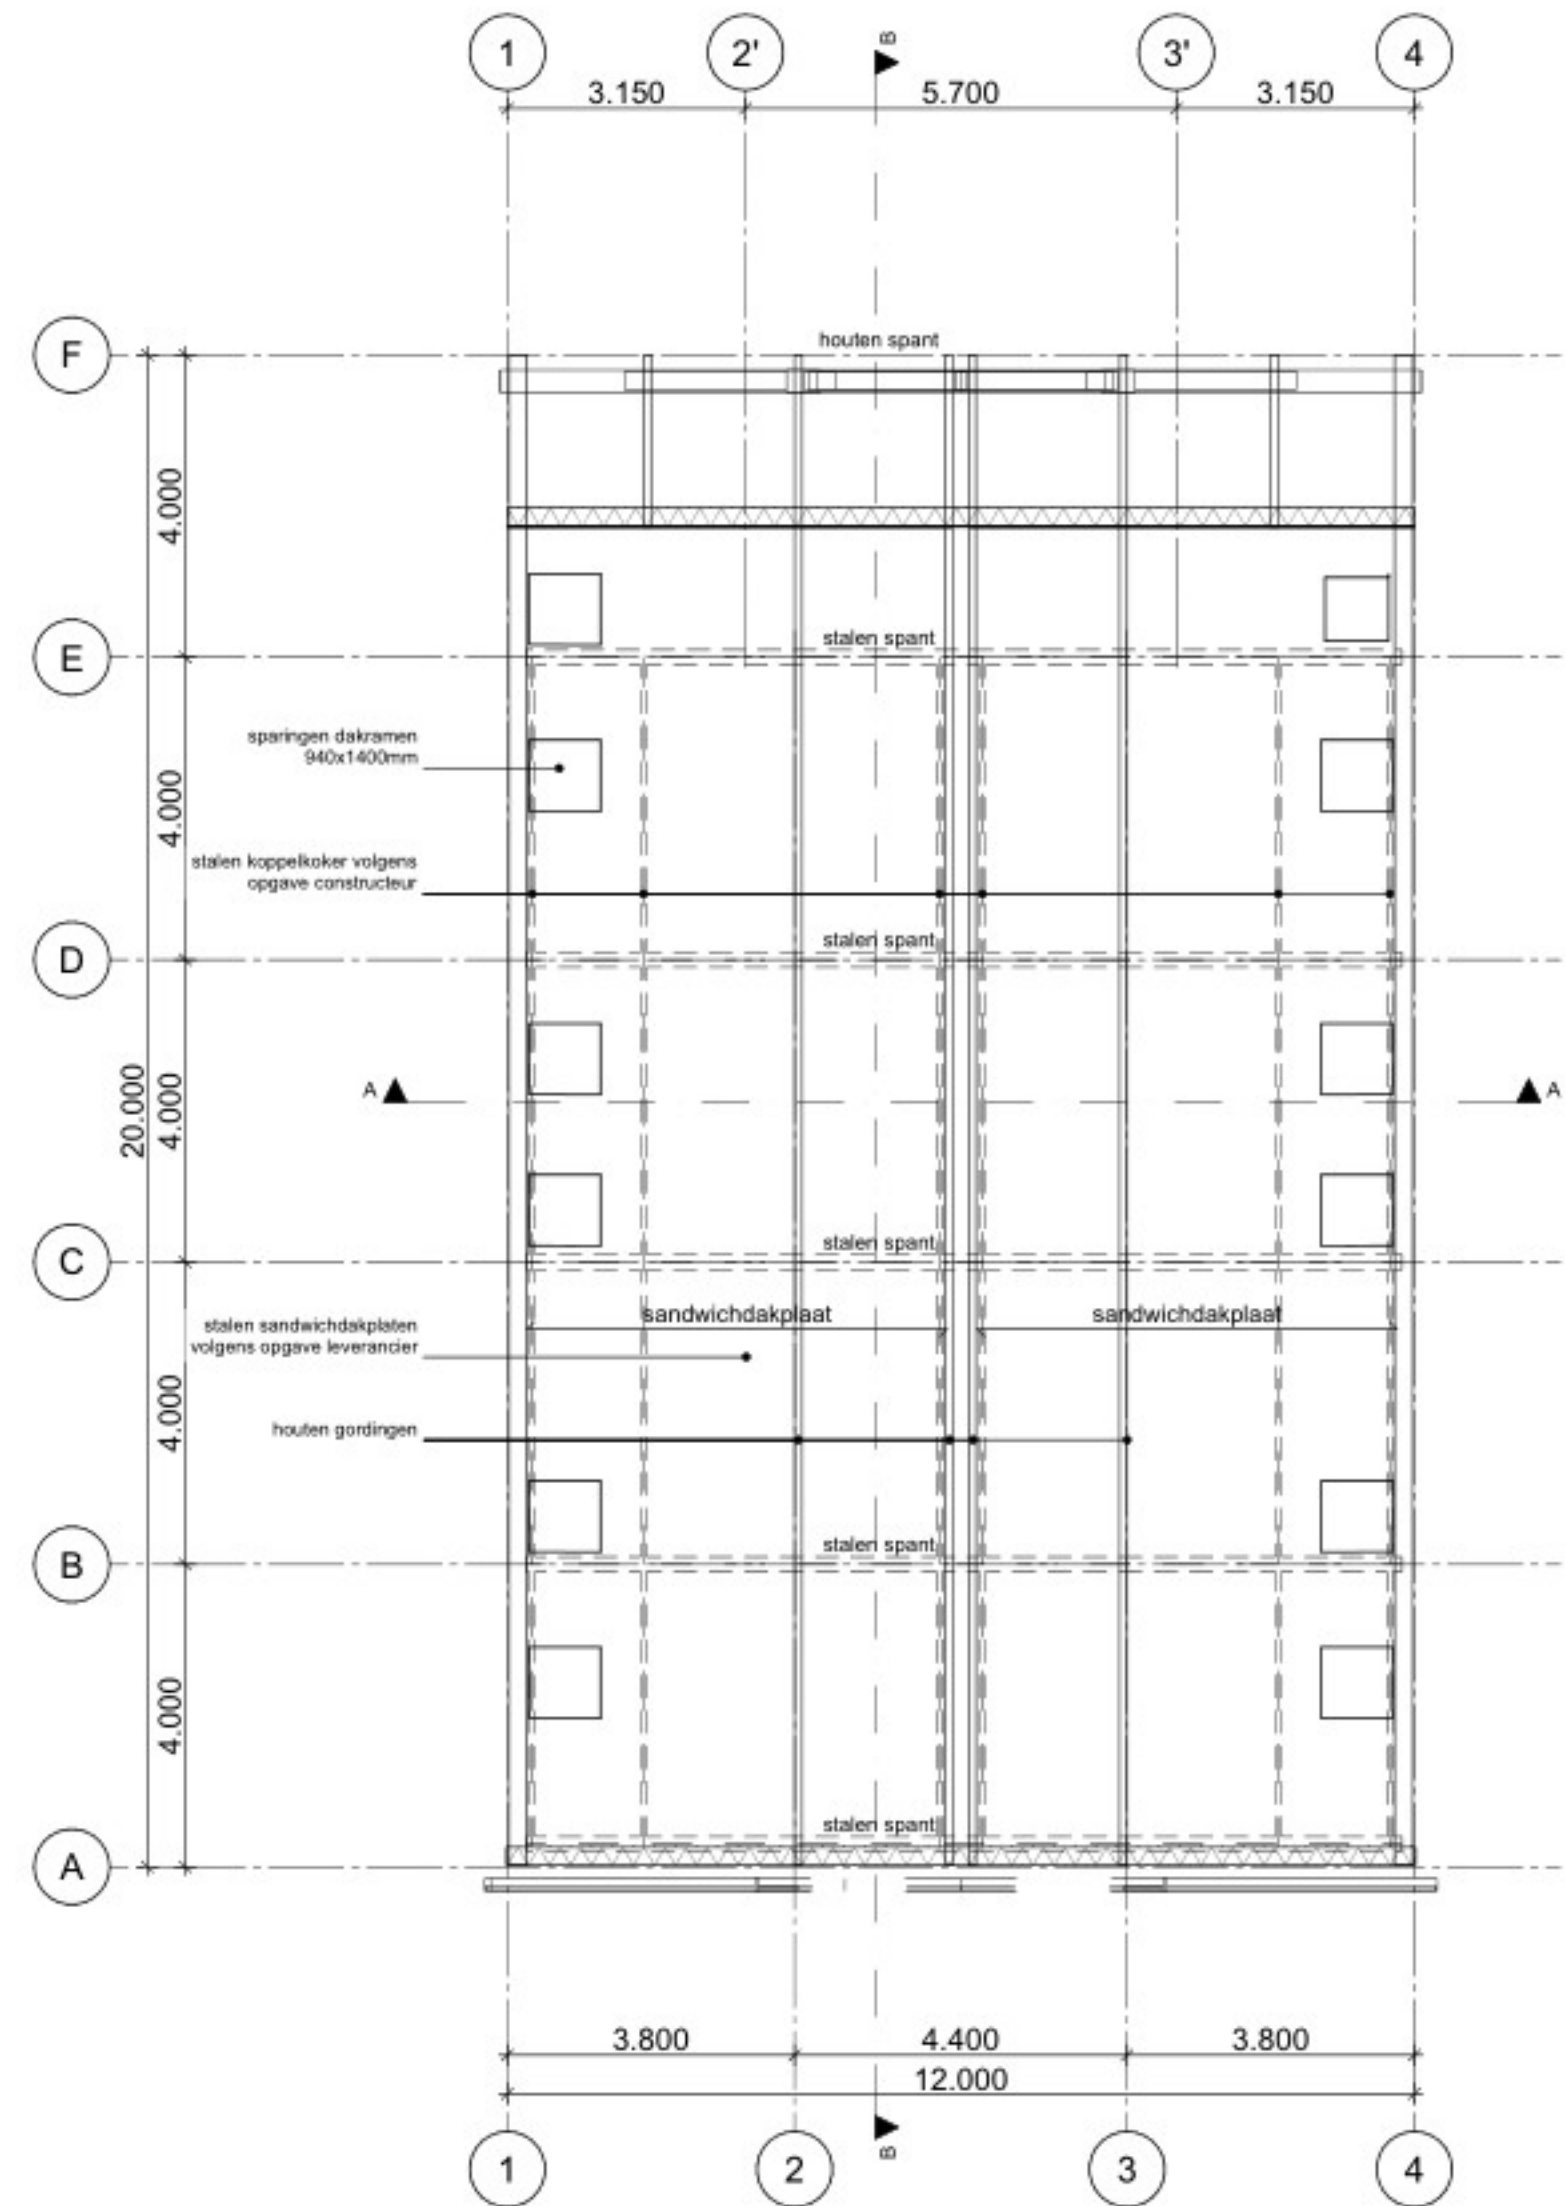 1 2' B 3' 4
3.150 5.700 3.150
F
houten spant
4.000
E
stalen spant
sparingen dakramen
940x1400mm
4.000
stalen koppelkoker volgens
opgave constructeur
D
stalen spant
A A
20.000
4.000
C
stalen spant
sandwichdakplaat sandwichdakplaat
stalen sandwichdakplaten
volgens opgave leverancier
4.000
houten gordingen
B
stalen spant
4.000
A
stalen spant
3.800 4.400 3.800
12.000
1 2 B 3 4